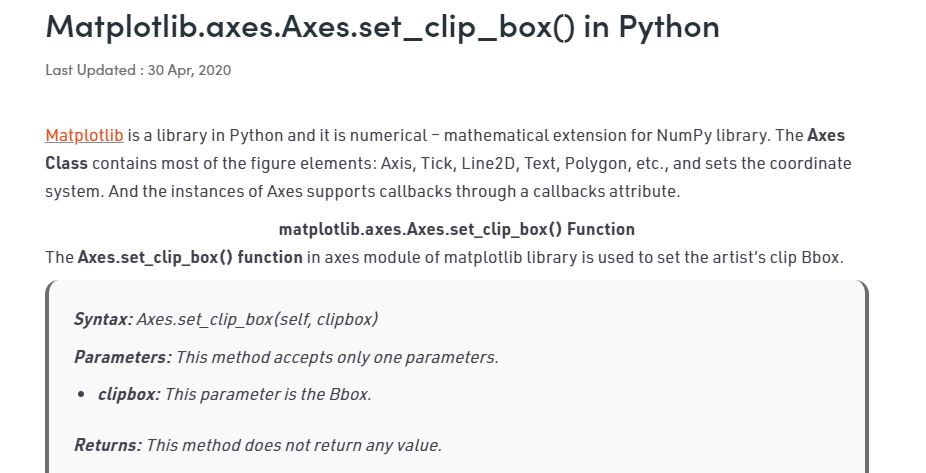 Matplotlib.axes.Axes.set_clip_box() in Python
Last Updated : 30 Apr, 2020
Matplotlib is a library in Python and it is numerical – mathematical extension for NumPy library. The Axes
Class contains most of the figure elements: Axis, Tick, Line2D, Text, Polygon, etc., and sets the coordinate
system. And the instances of Axes supports callbacks through a callbacks attribute.
matplotlib.axes.Axes.set_clip_box() Function
The Axes.set_clip_box() function in axes module of matplotlib library is used to set the artist’s clip Bbox.
Syntax: Axes.set_clip_box(self, clipbox)
Parameters: This method accepts only one parameters.
• clipbox: This parameter is the Bbox.
Returns: This method does not return any value.